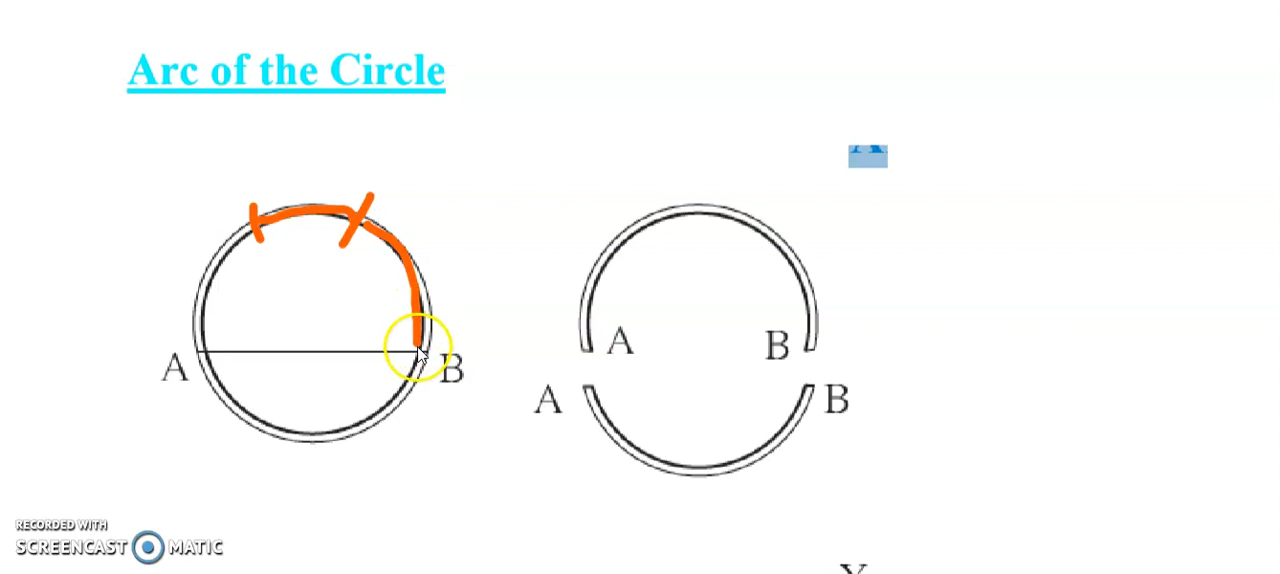 Arc of the Circle
A B
A B
A B
RECORDED WITH
SCREENCAST MATIC